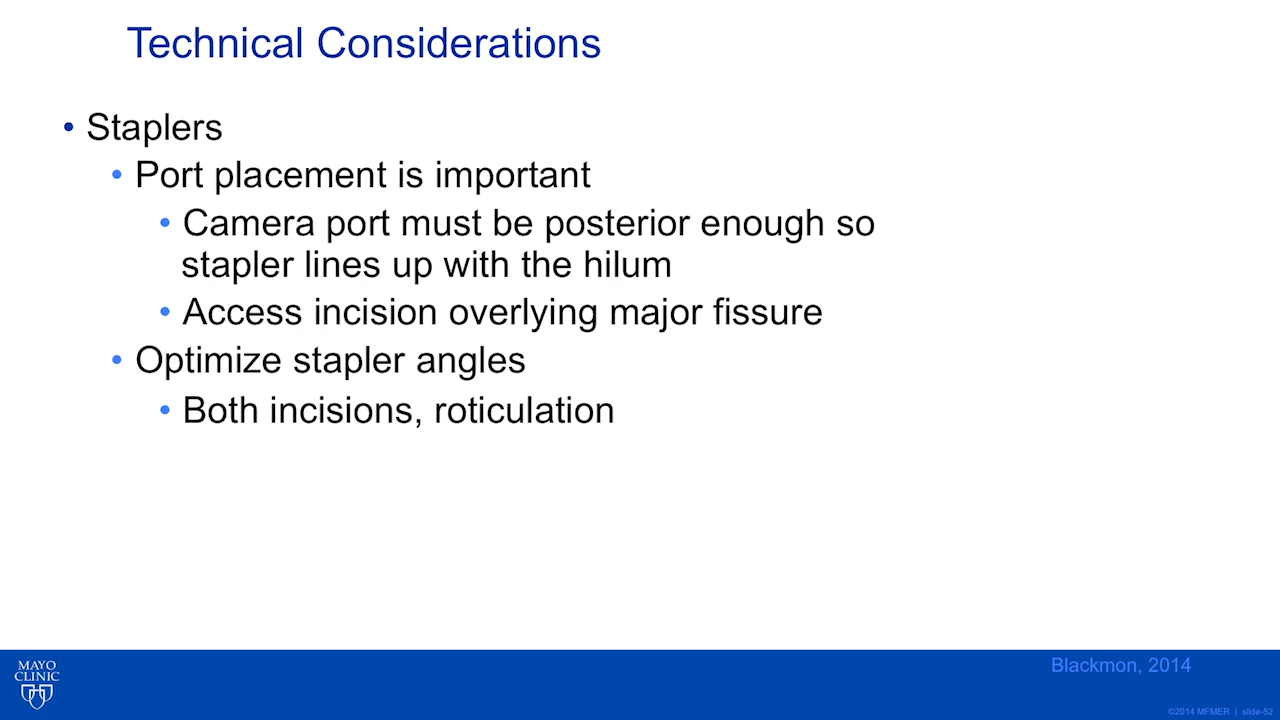 Technical Considerations
• Staplers
• Port placement is important
• Camera port must be posterior enough so
stapler lines up with the hilum
• Access incision overlying major fissure
• Optimize stapler angles
• Both incisions, roticulation
MAYO
CLINIC
Blackmon, 2014
©2014 MFMER | slide-52